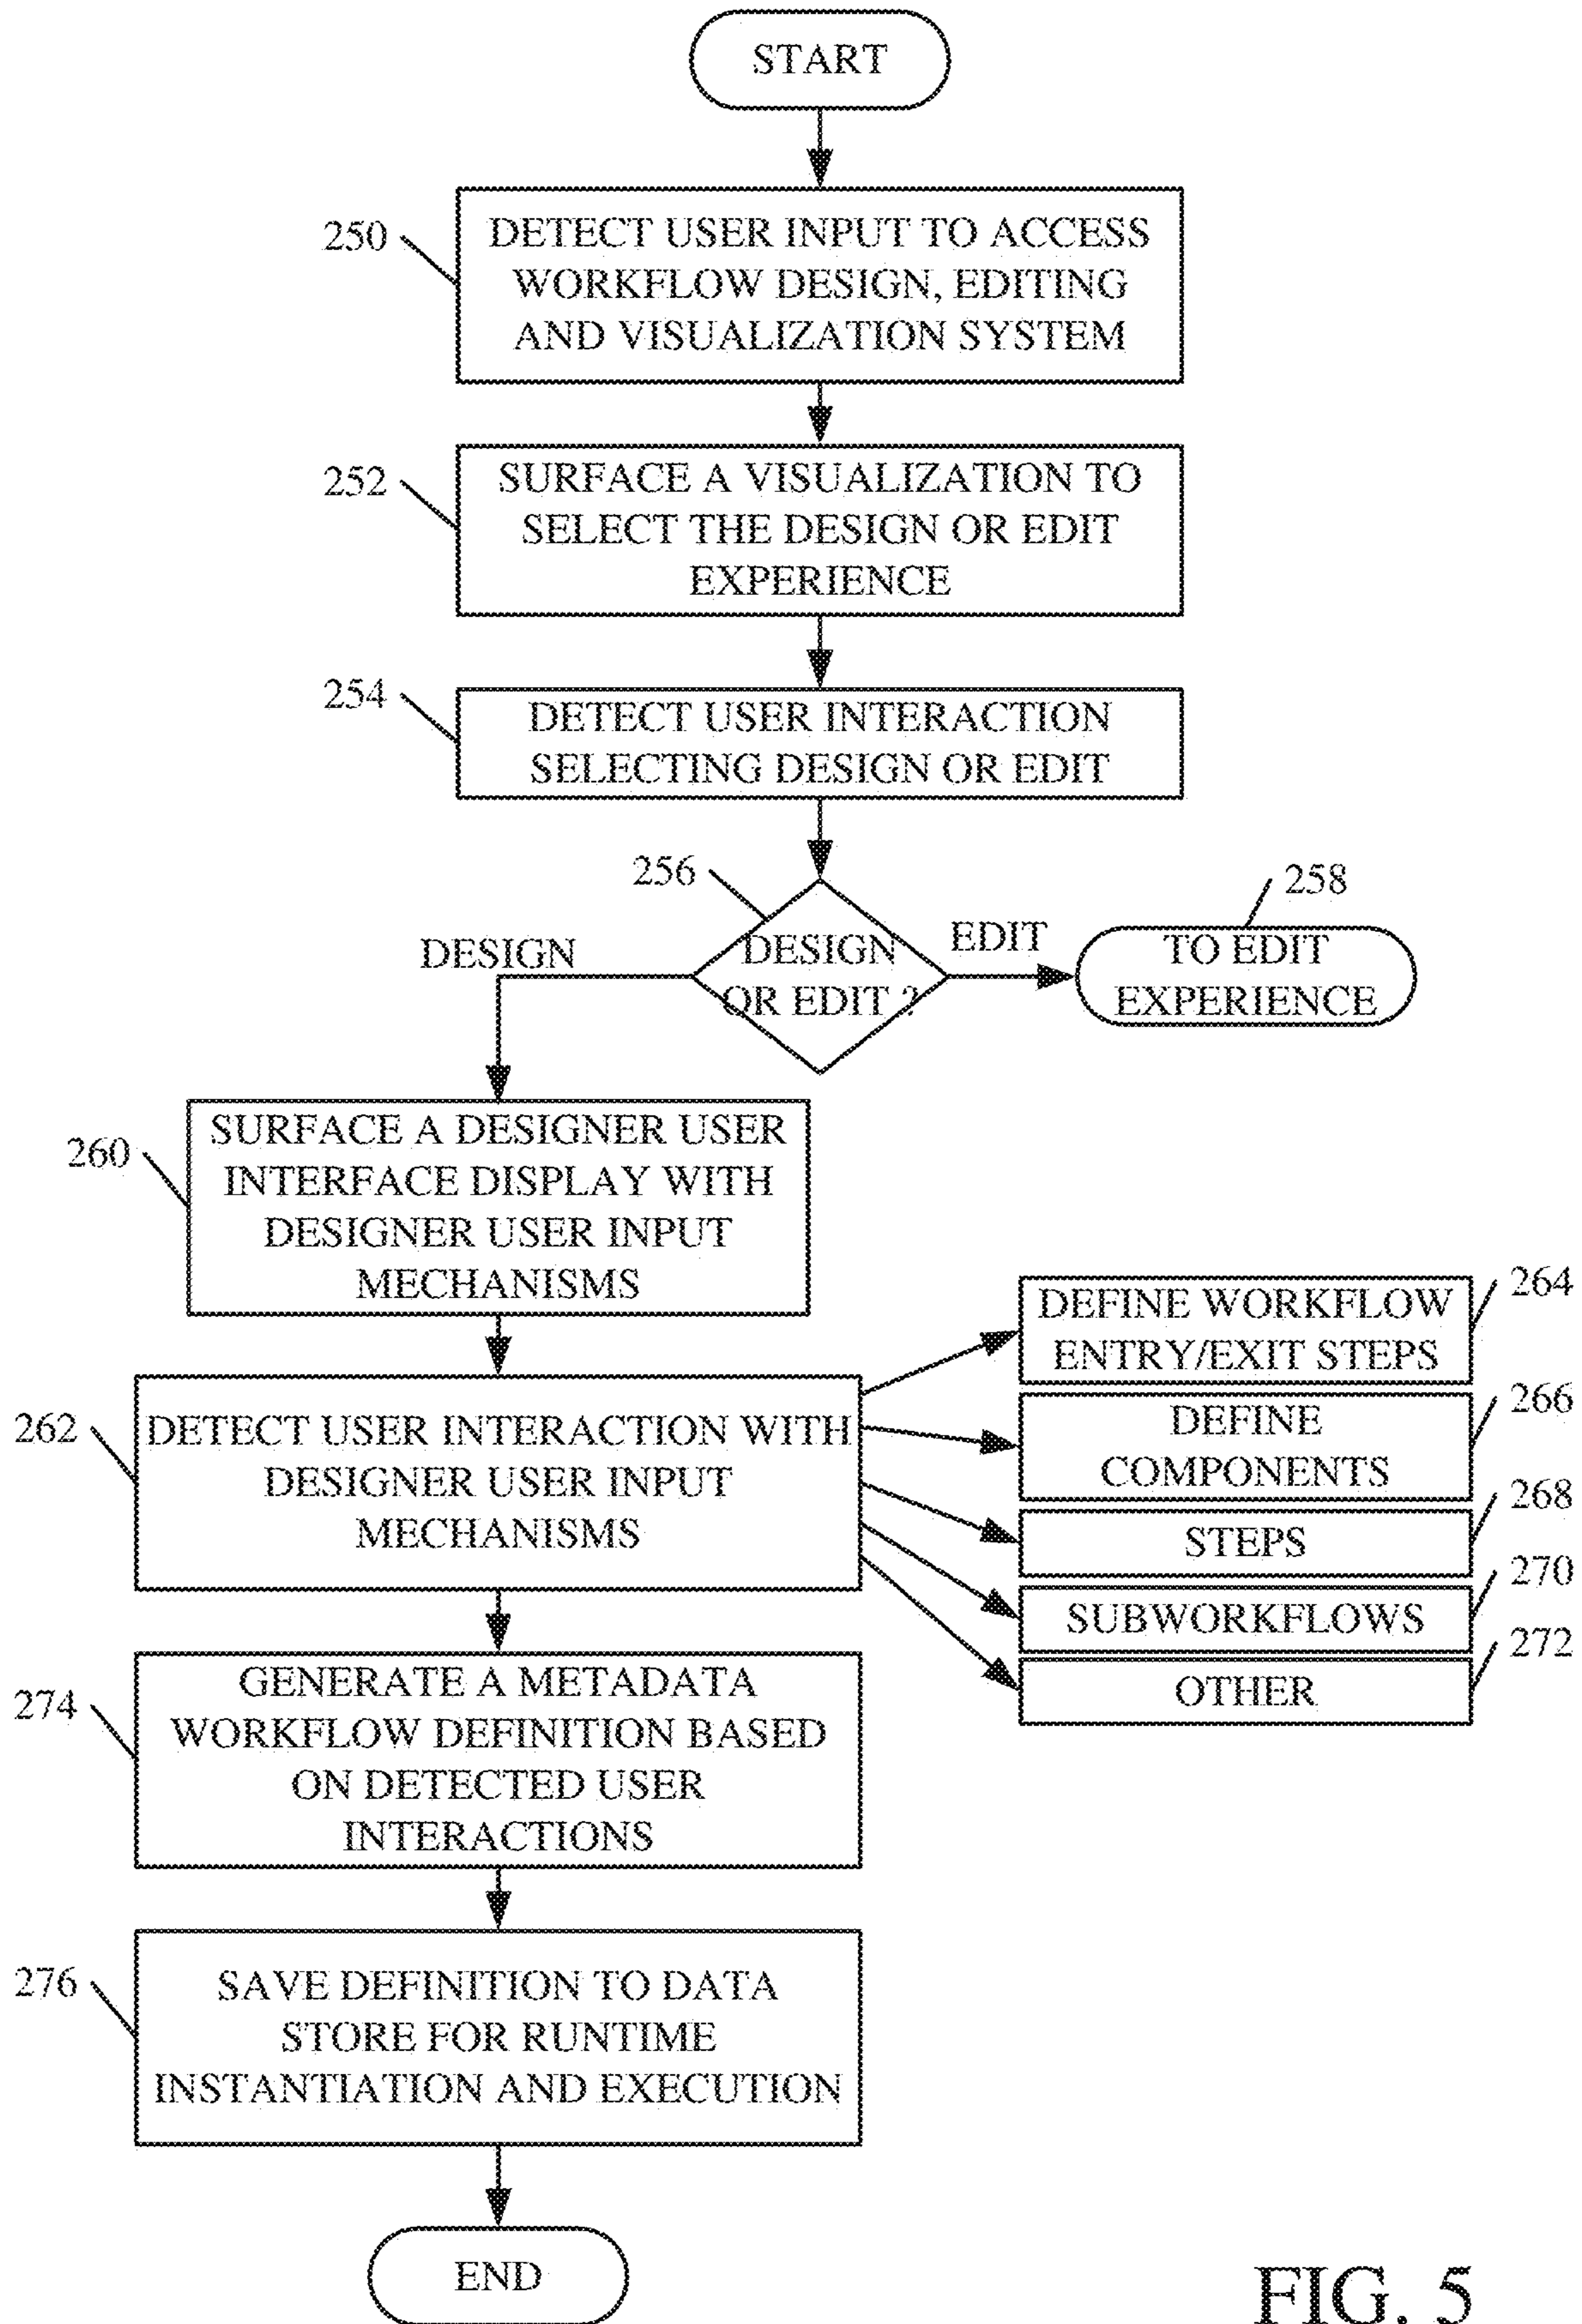 START
250
DETECT USER INPUT TO ACCESS
WORKFLOW DESIGN, EDITING
AND VISUALIZATION SYSTEM
252
SURFACE A VISUALIZATION TO
SELECT THE DESIGN OR EDIT
EXPERIENCE
254
DETECT USER INTERACTION
SELECTING DESIGN OR EDIT
256
DESIGN
OR EDIT ?
DESIGN
EDIT
258
TO EDIT
EXPERIENCE
260
SURFACE A DESIGNER USER
INTERFACE DISPLAY WITH
DESIGNER USER INPUT
MECHANISMS
262
DETECT USER INTERACTION WITH
DESIGNER USER INPUT
MECHANISMS
DEFINE WORKFLOW
ENTRY/EXIT STEPS
264
DEFINE
COMPONENTS
266
STEPS
268
SUBWORKFLOWS
270
OTHER
272
274
GENERATE A METADATA
WORKFLOW DEFINITION BASED
ON DETECTED USER
INTERACTIONS
276
SAVE DEFINITION TO DATA
STORE FOR RUNTIME
INSTANTIATION AND EXECUTION
END
FIG. 5